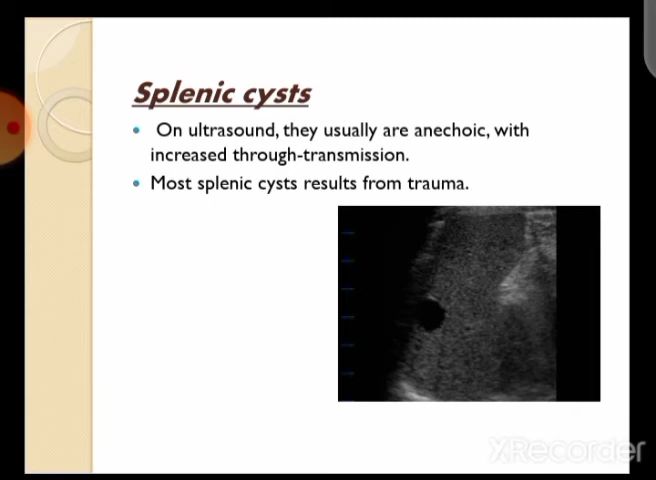 Splenic cysts
• On ultrasound, they usually are anechoic, with
increased through-transmission.
• Most splenic cysts results from trauma.
XRecorder